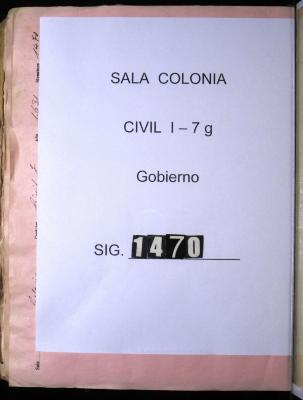 SALA COLONIA
CIVIL I – 7 g
Gobierno
SIG. 1470